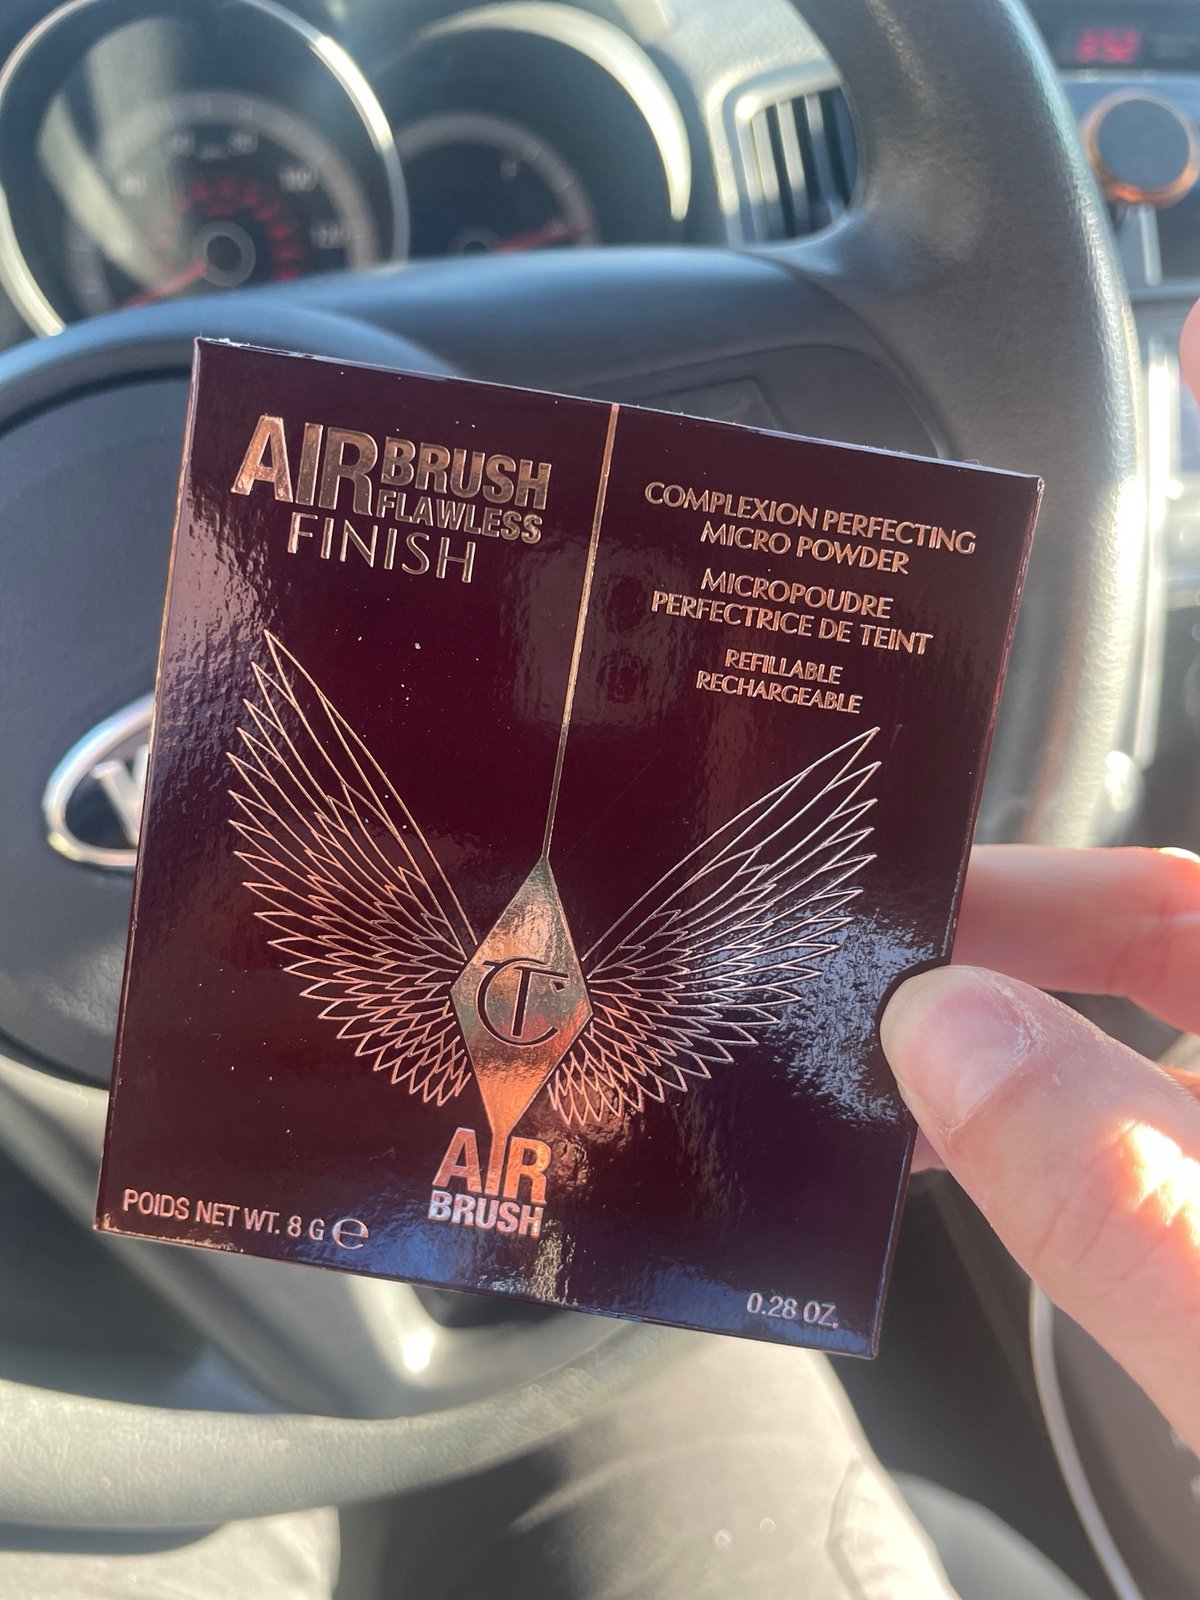 AIRBRUSH
FLAWLESS
FINISH
COMPLEXION PERFECTING
MICRO POWDER
MICROPOUDRE
PERFECTRICE DE TEINT
REFILLABLE
RECHARGEABLE
CT
AIR
BRUSH
POIDS NET WT. 8 G ℮
0.28 OZ.